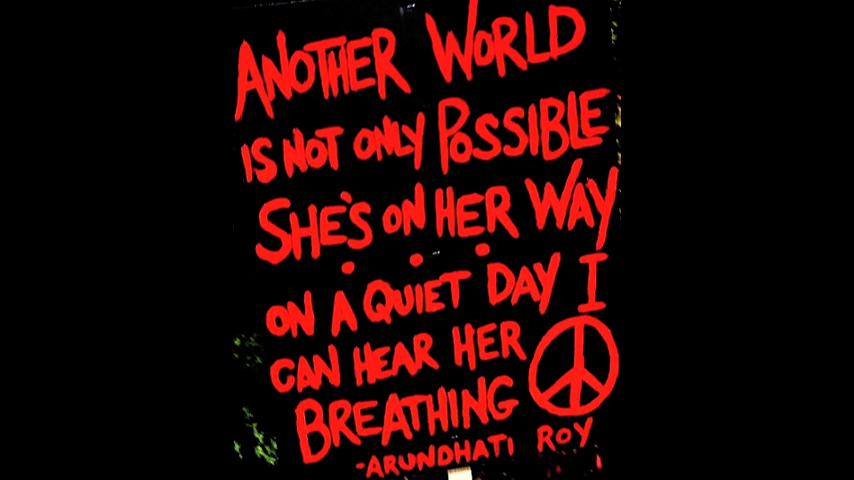 ANOTHER WORLD
IS NOT ONLY POSSIBLE
SHE'S ON HER WAY
. . .
ON A QUIET DAY I
CAN HEAR HER
BREATHING
-ARUNDHATI ROY